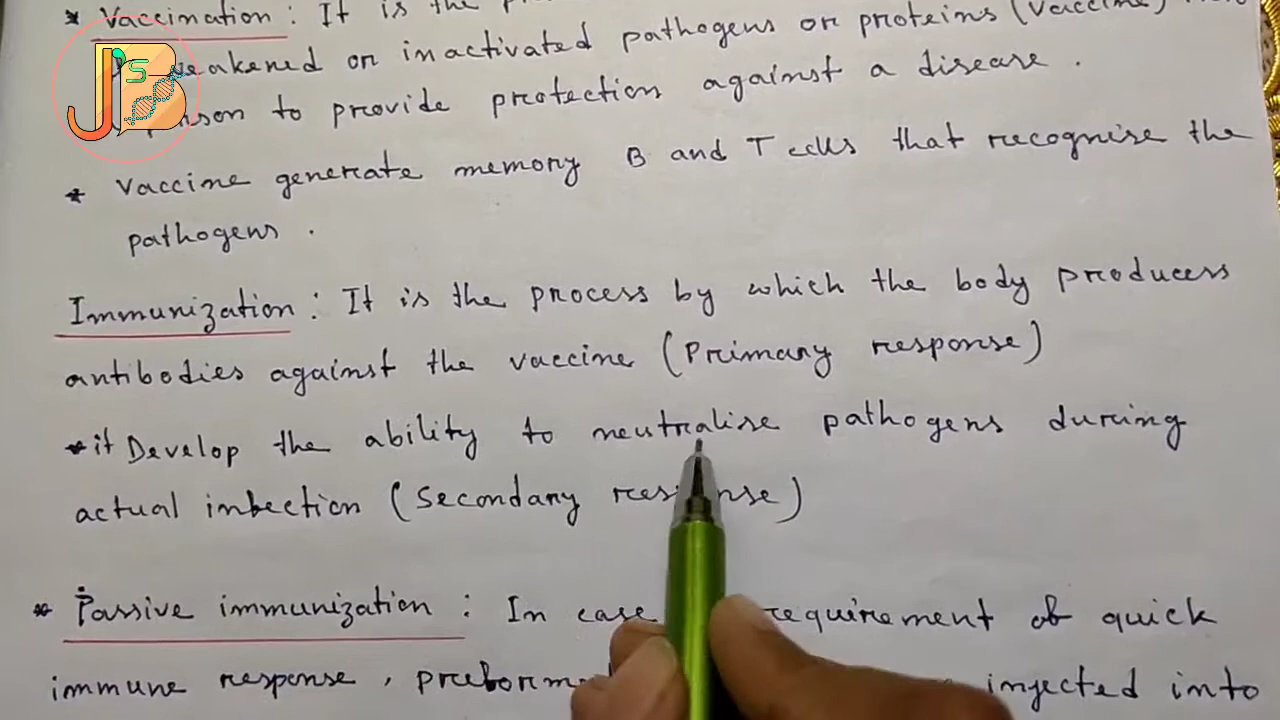 * Vaccination : It is the
weakened or inactivated pathogens or proteins (vaccine)
to provide protection against a disease .
* Vaccine generate memory B and T cells that recognise the
pathogens .
Immunization : It is the process by which the body producers
antibodies against the vaccine (Primary response)
* it Develop the ability to neutralise pathogens during
actual infection (Secondary response)
* Passive immunization : In case requirement of quick
immune response , injected into
JB's